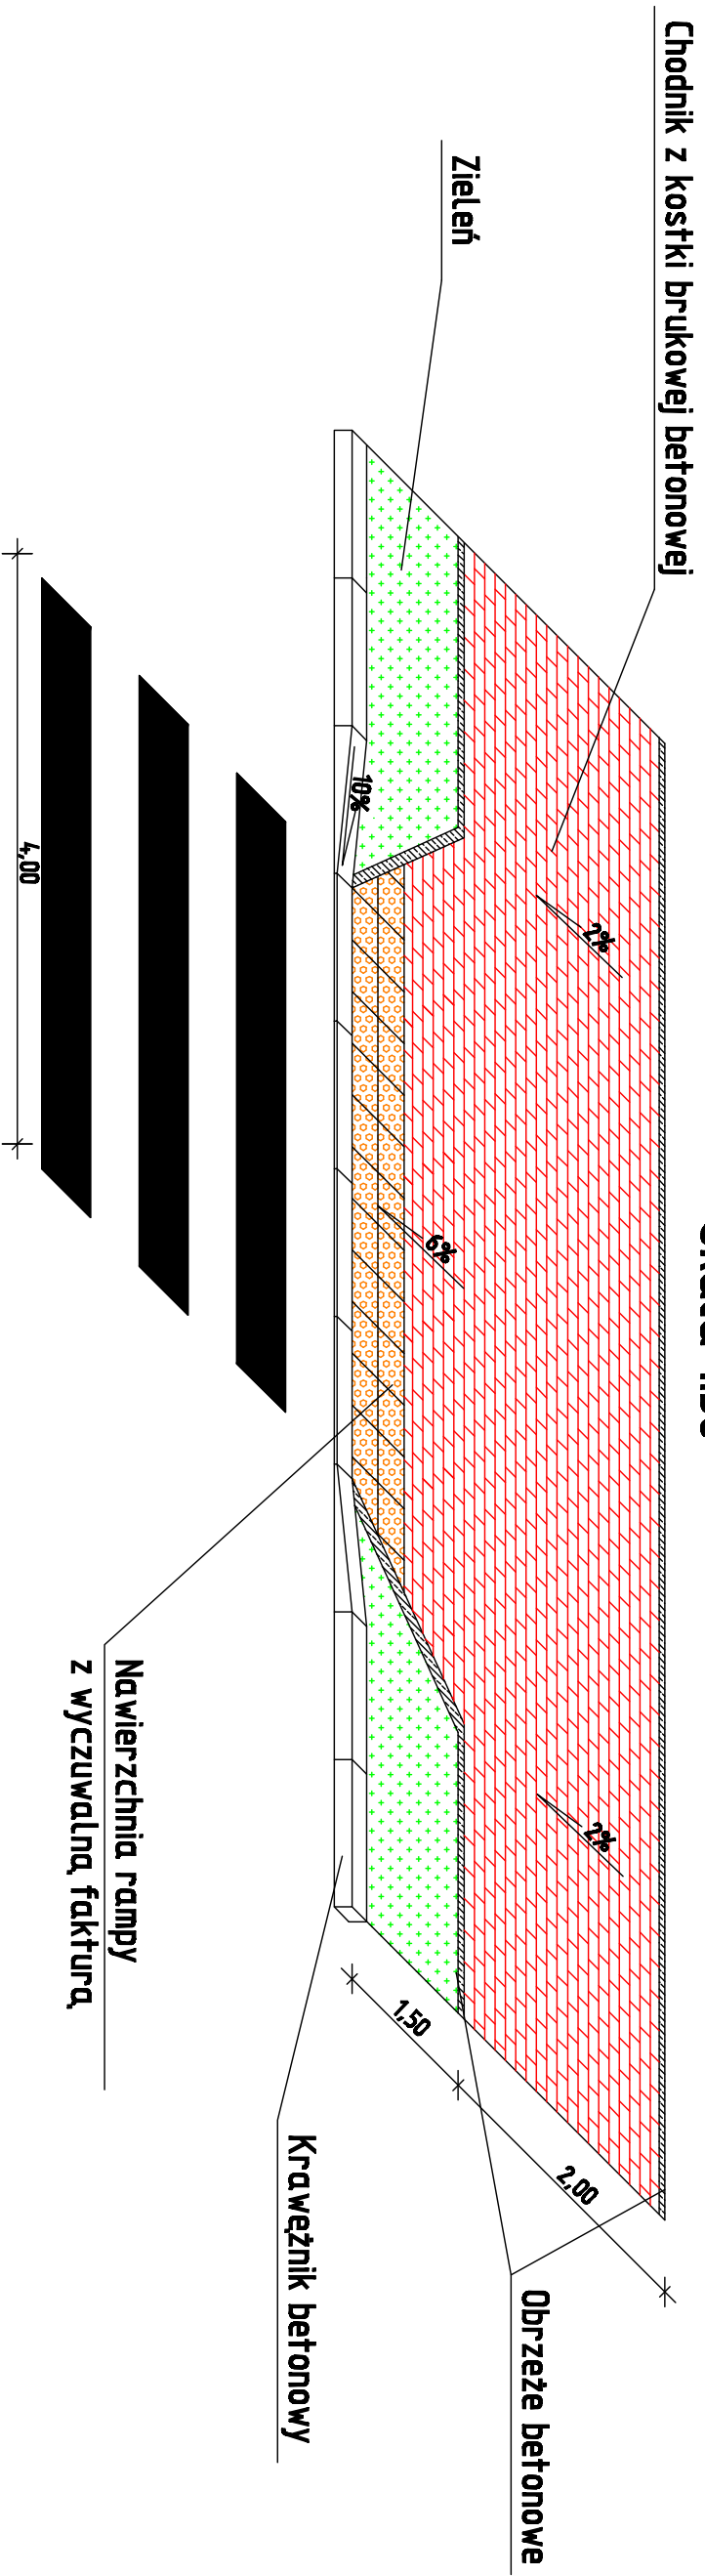 Chodnik z kostki brukowej betonowej
Zieleń
2%
2%
10%
6%
4,00
1,50
2,00
Obrzeże betonowe
Krawężnik betonowy
Nawierzchnia rampy
z wyczuwalną fakturą